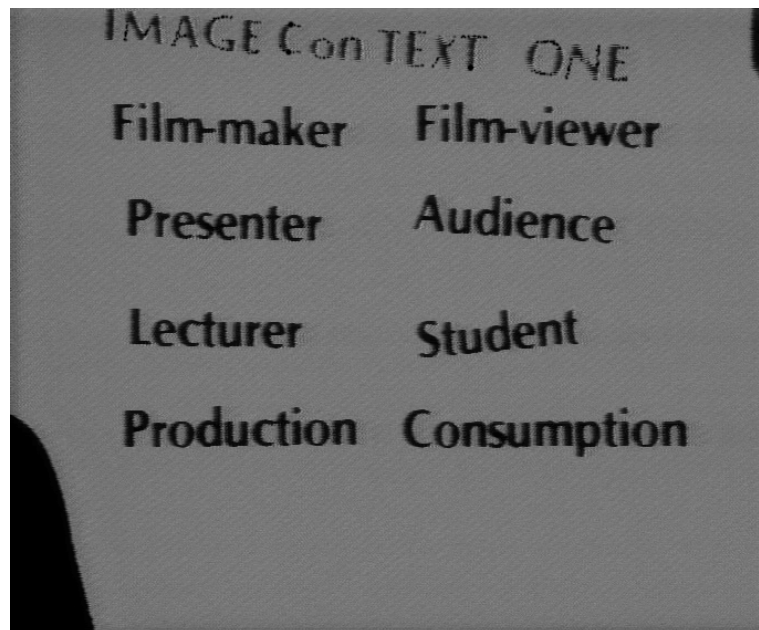 IMAGE Con TEXT ONE
Film-maker Film-viewer
Presenter Audience
Lecturer Student
Production Consumption